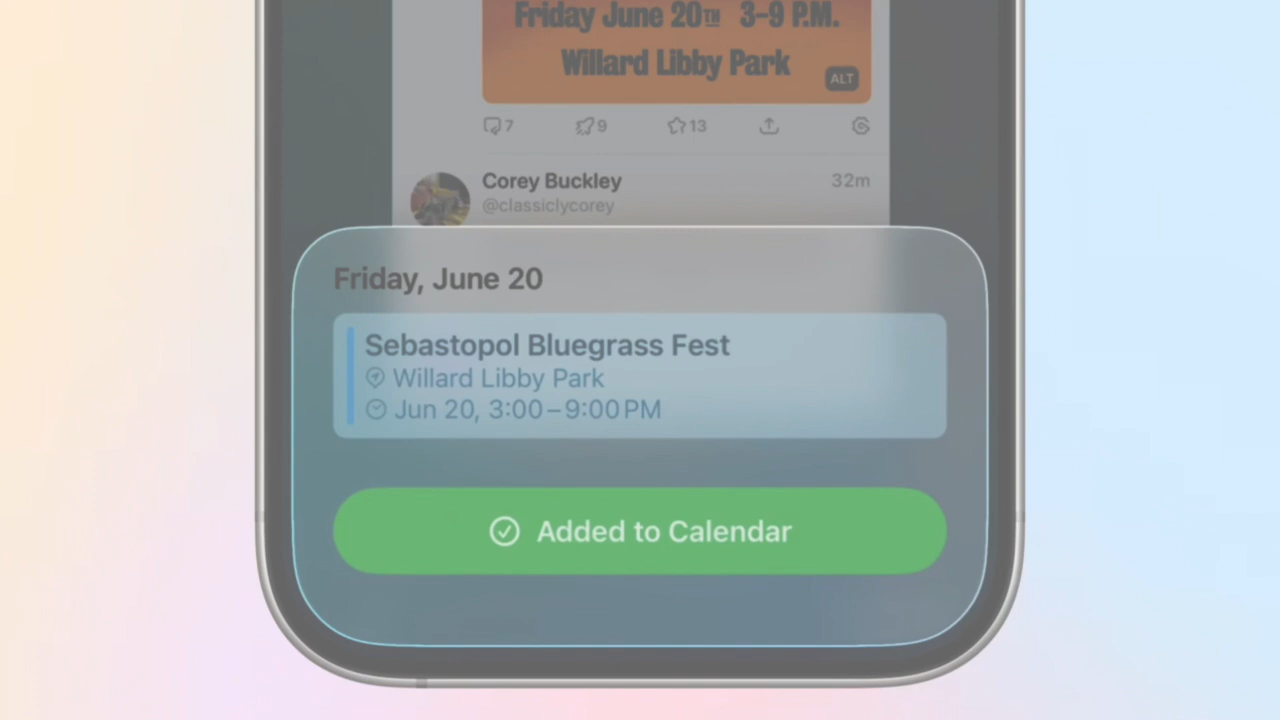 Friday June 20TH 3-9 P.M.
Willard Libby Park
ALT
7 9 13
Corey Buckley 32m
@classiclycorey
Friday, June 20
Sebastopol Bluegrass Fest
Willard Libby Park
Jun 20, 3:00–9:00 PM
Added to Calendar